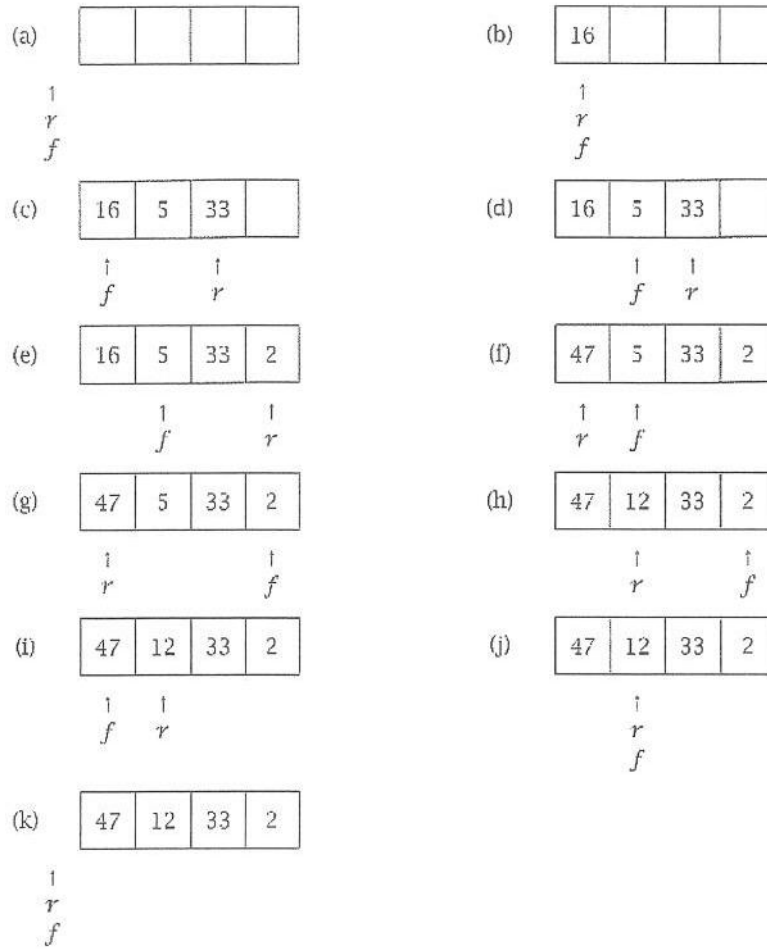 (a) (b) 16
↑ ↑
r r
f f
(c) 16 5 33 (d) 16 5 33
↑ ↑ ↑ ↑
f r f r
(e) 16 5 33 2 (f) 47 5 33 2
↑ ↑ ↑ ↑
f r r f
(g) 47 5 33 2 (h) 47 12 33 2
↑ ↑ ↑ ↑
r f r f
(i) 47 12 33 2 (j) 47 12 33 2
↑ ↑ ↑
f r r
f
(k) 47 12 33 2
↑
r
f